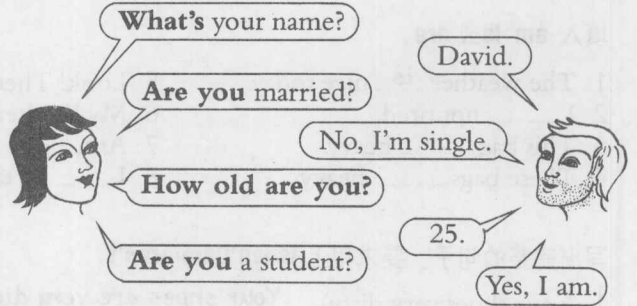 What's your name?
David.
Are you married?
No, I'm single.
How old are you?
25.
Are you a student?
Yes, I am.